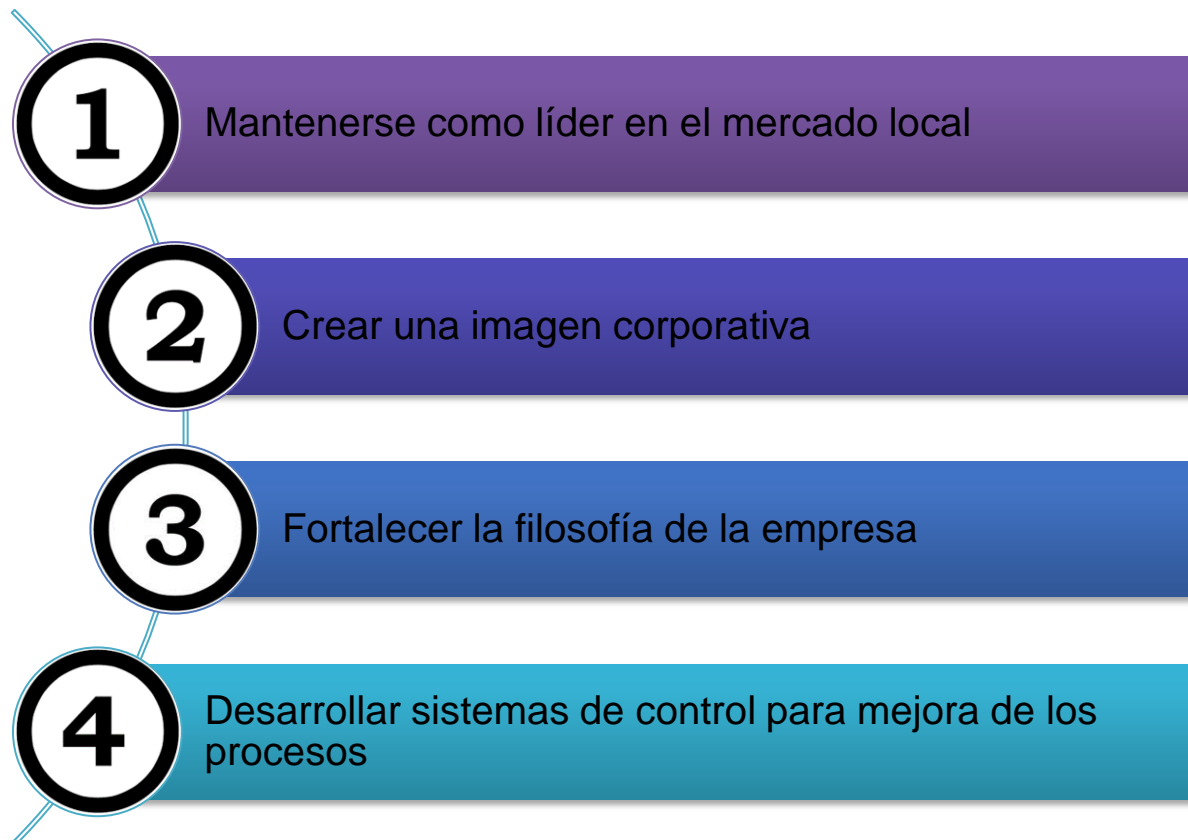 1
Mantenerse como líder en el mercado local
2
Crear una imagen corporativa
3
Fortalecer la filosofía de la empresa
4
Desarrollar sistemas de control para mejora de los
procesos